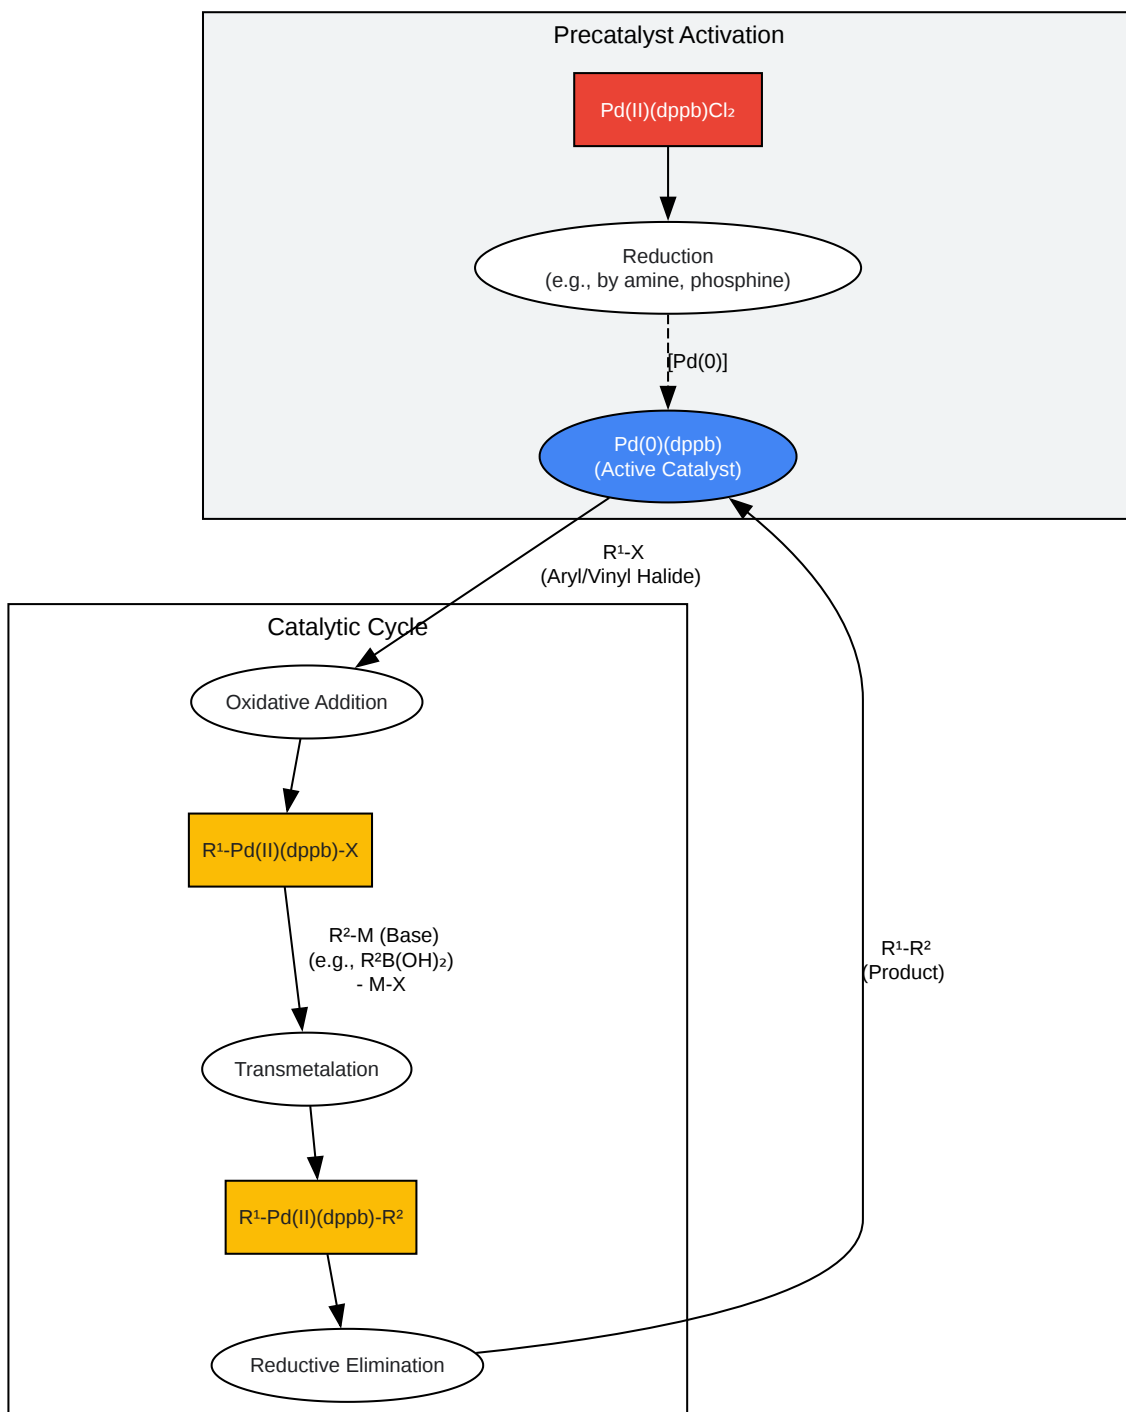 Precatalyst Activation
Pd(II)(dppb)Cl₂
Reduction
(e.g., by amine, phosphine)
[Pd(0)]
Pd(0)(dppb)
(Active Catalyst)
R¹-X
(Aryl/Vinyl Halide)
Catalytic Cycle
Oxidative Addition
R¹-Pd(II)(dppb)-X
R²-M (Base)
(e.g., R²B(OH)₂)
- M-X
R¹-R²
(Product)
Transmetalation
R¹-Pd(II)(dppb)-R²
Reductive Elimination